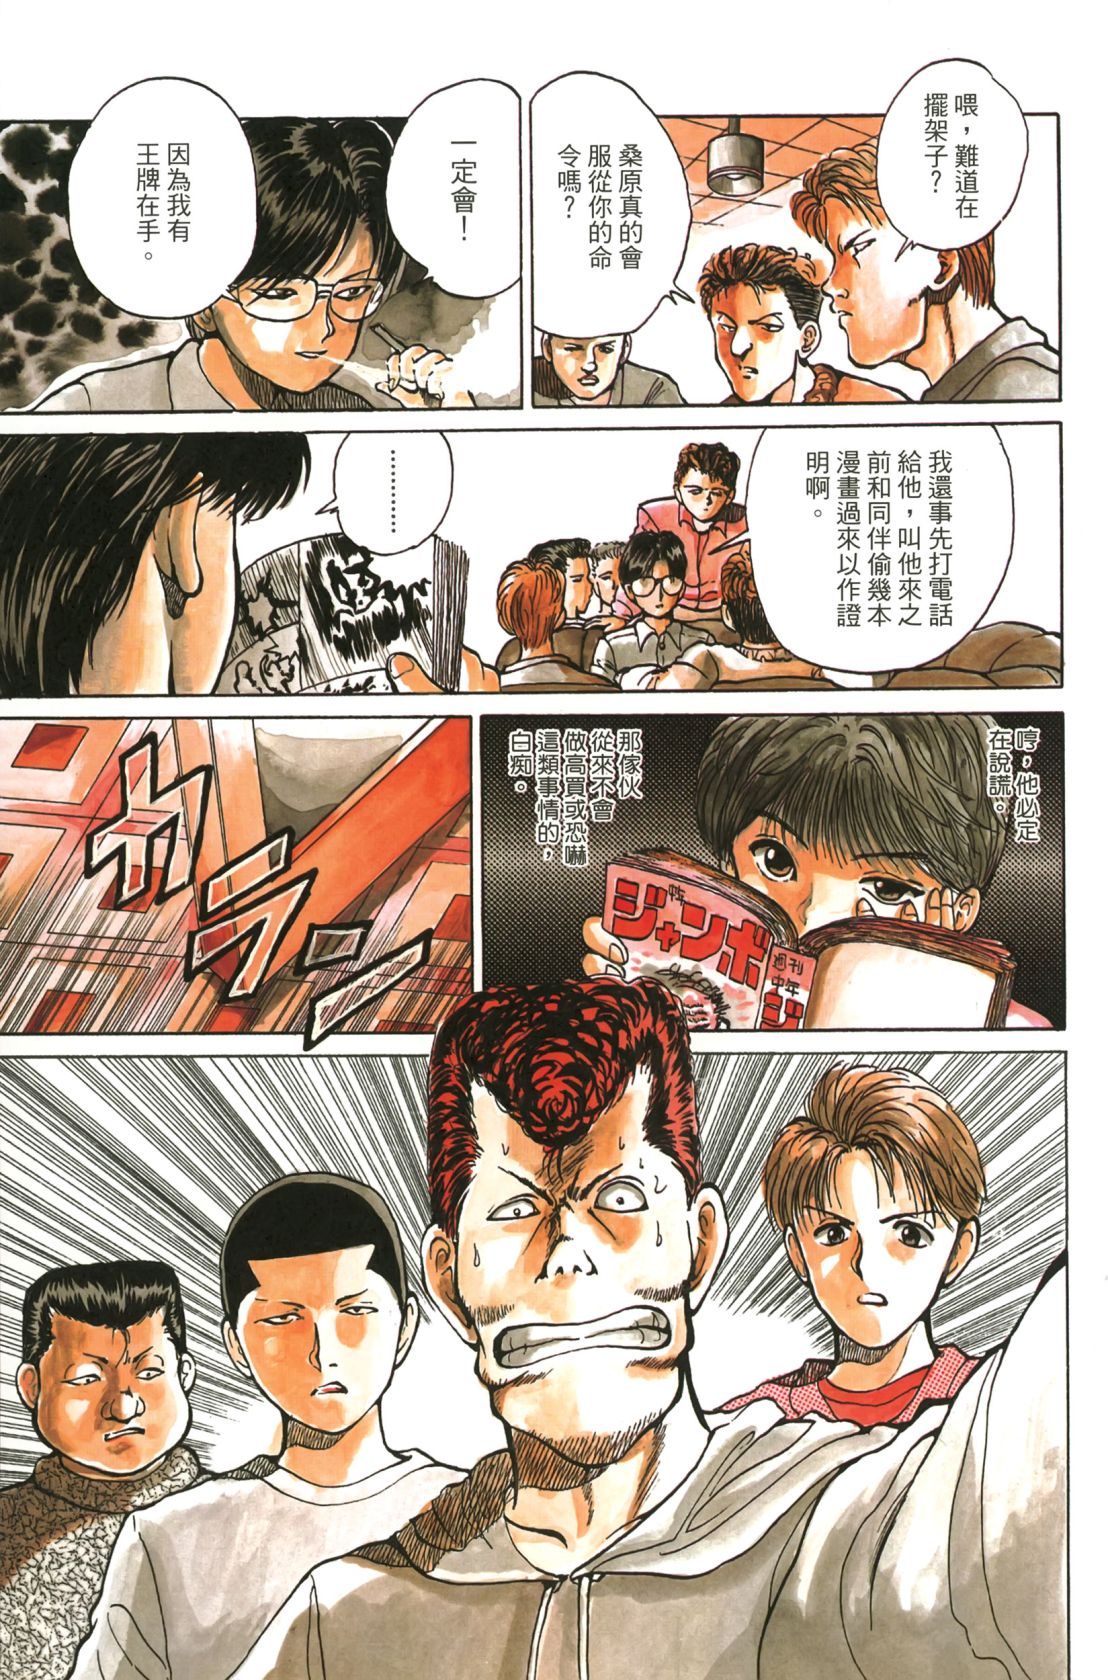 喂，難道在
擺架子？
桑原真的會
服從你的命
令嗎？
一定會！
因為我有
王牌在手。
我還事先打電話
給他，叫他來之
前和同伴偷幾本
漫畫過來以作證
明啊。
………
哼，他必定
在說謊。
那傢伙
從來不會
做高買或恐嚇
這類事情的，
白痴。
ジャンボ
週刊
中年
ジ
カラン